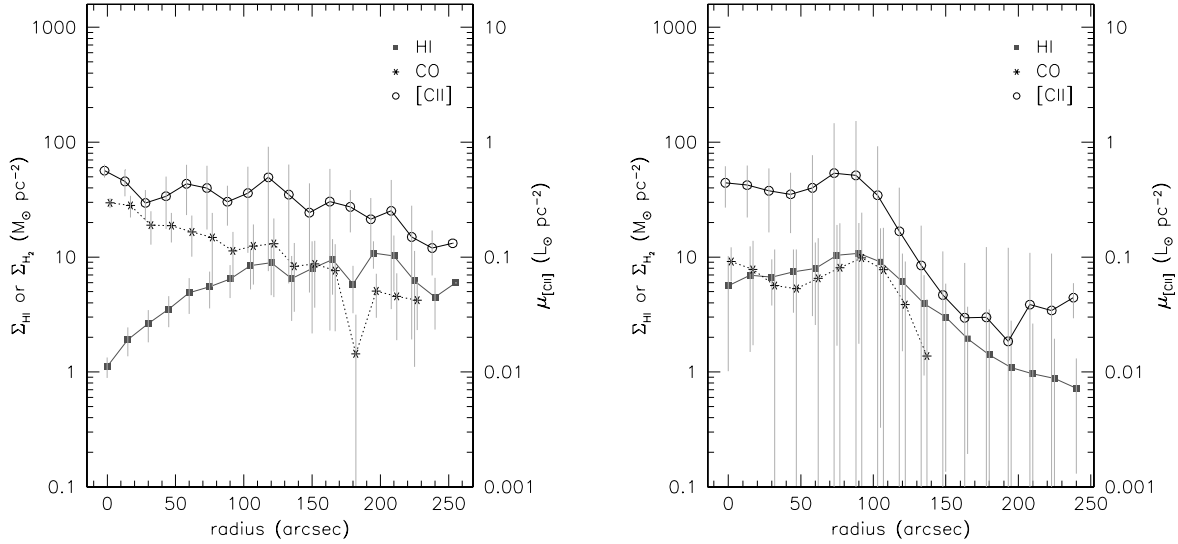 1000
100
10
1
0.1
Σ_HI or Σ_H₂ (M_⊙ pc⁻²)
HI
CO
[CII]
10
1
0.1
0.01
0.001
μ_[CII] (L_⊙ pc⁻²)
0 50 100 150 200 250
radius (arcsec)
1000
100
10
1
0.1
Σ_HI or Σ_H₂ (M_⊙ pc⁻²)
HI
CO
[CII]
10
1
0.1
0.01
0.001
μ_[CII] (L_⊙ pc⁻²)
0 50 100 150 200 250
radius (arcsec)